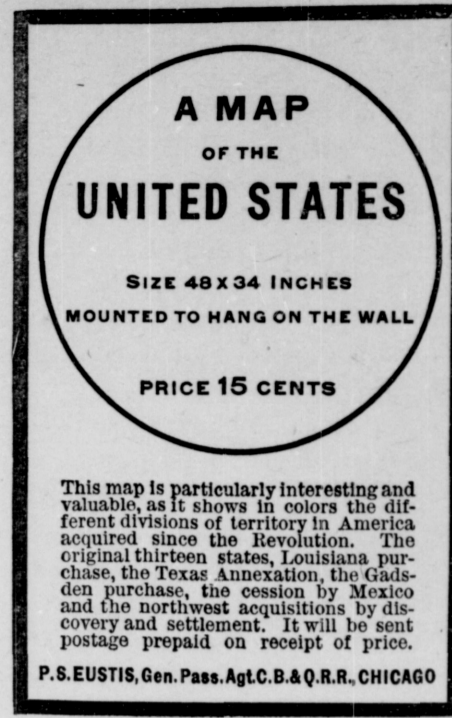 A MAP
OF THE
UNITED STATES
SIZE 48X34 INCHES
MOUNTED TO HANG ON THE WALL
PRICE 15 CENTS
This map is particularly interesting and
valuable, as it shows in colors the dif-
ferent divisions of territory in America
acquired since the Revolution. The
original thirteen states, Louisiana pur-
chase, the Texas Annexation, the Gads-
den purchase, the cession by Mexico
and the northwest acquisitions by dis-
covery and settlement. It will be sent
postage prepaid on receipt of price.
P.S.EUSTIS, Gen. Pass. Agt.C.B.&Q.R.R., CHICAGO